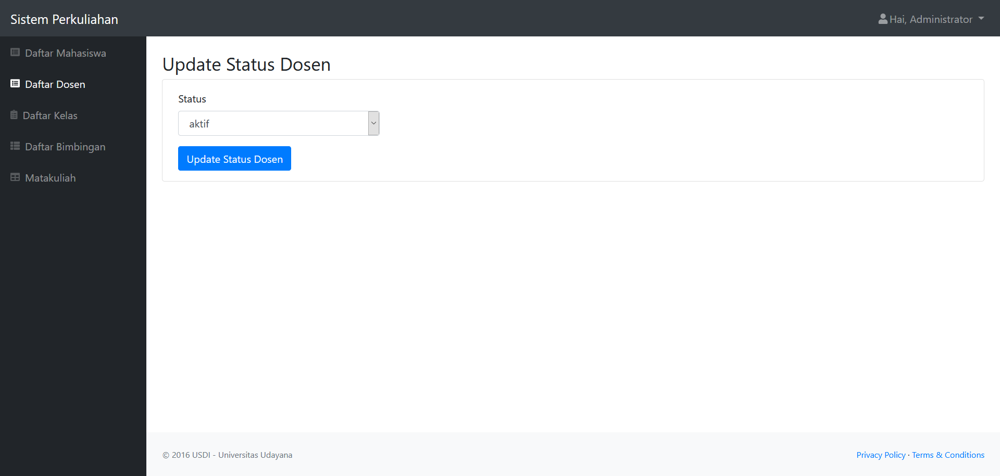 Sistem Perkuliahan
Hai, Administrator
Daftar Mahasiswa
Daftar Dosen
Daftar Kelas
Daftar Bimbingan
Matakuliah
Update Status Dosen
Status
aktif
Update Status Dosen
© 2016 USDI - Universitas Udayana
Privacy Policy · Terms & Conditions